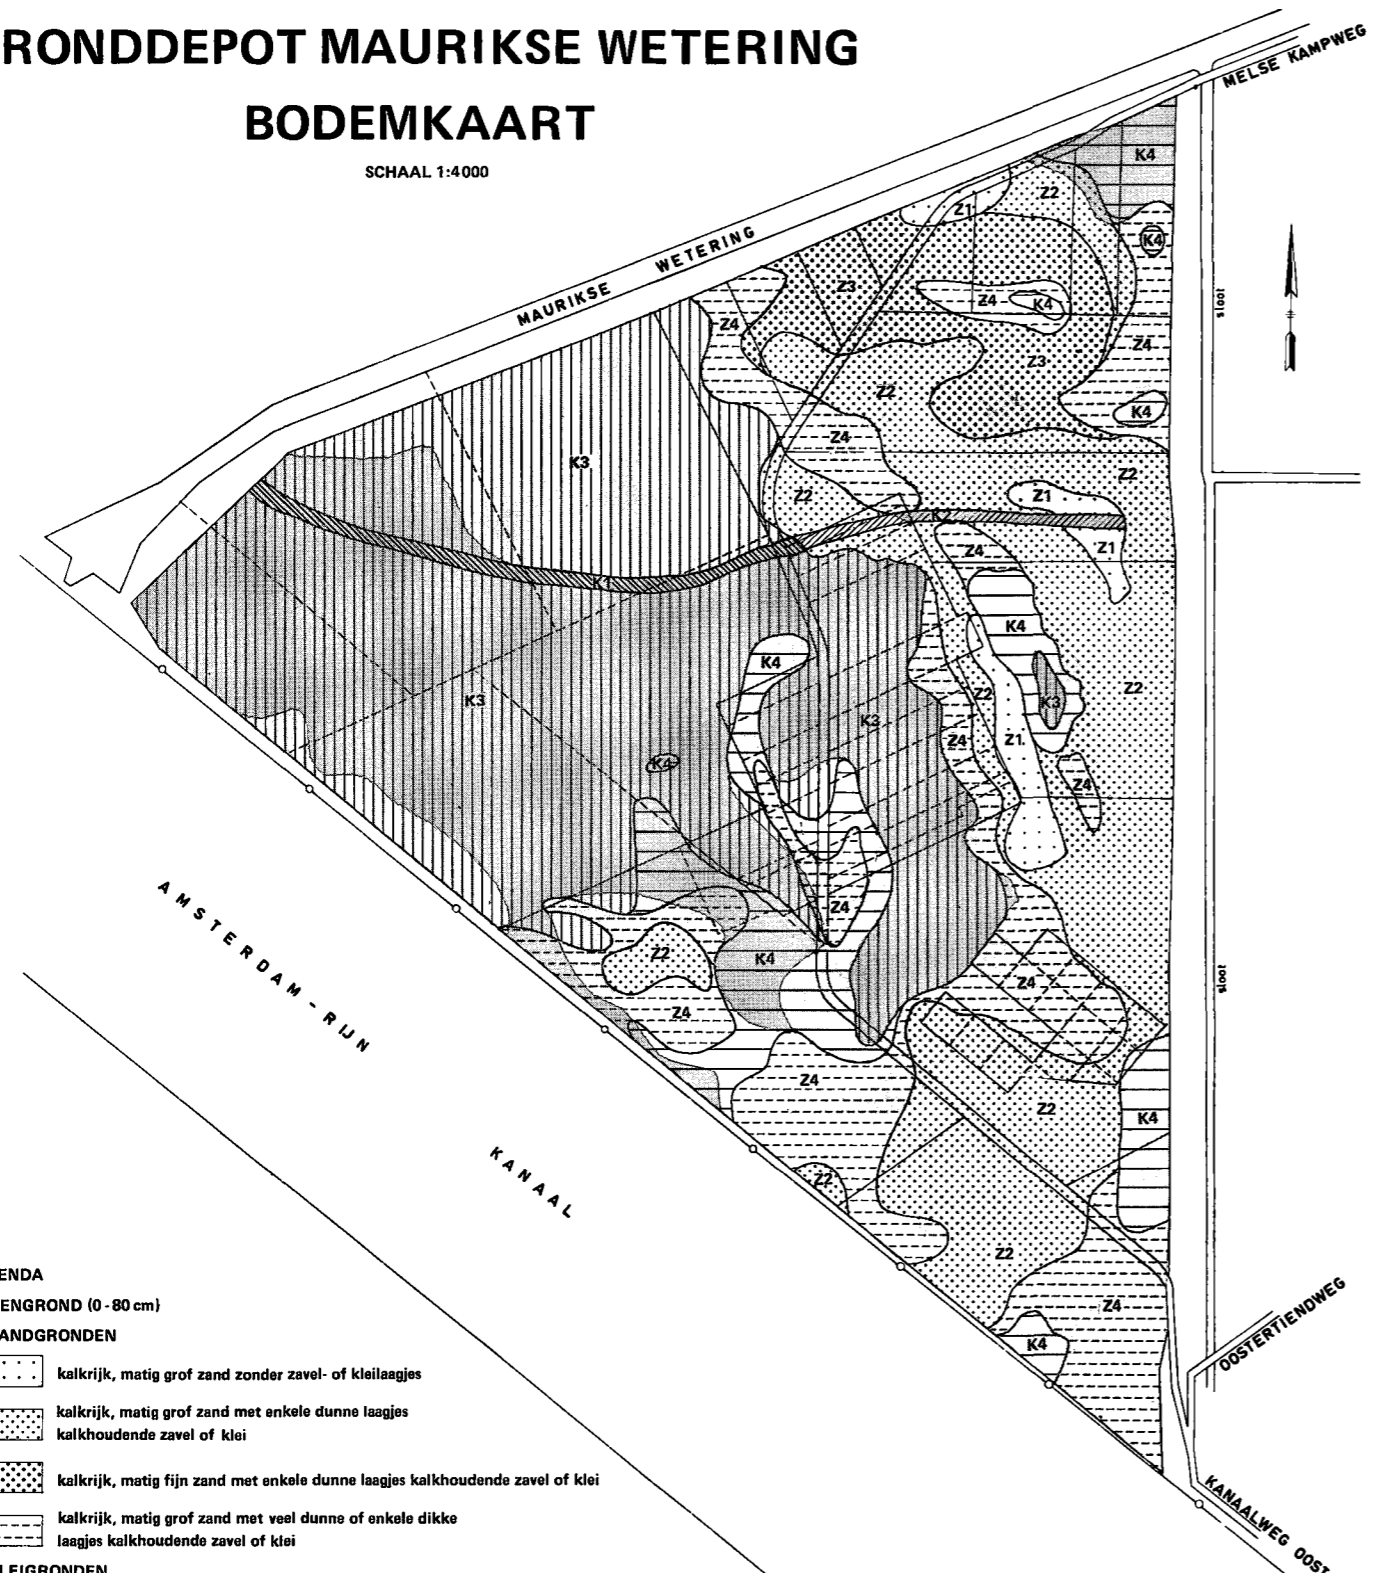 RONDDEPOT MAURIKSE WETERING
BODEMKAART
SCHAAL 1:4000
MELSE KAMPWEG
MAURIKSE WETERING
K4
Z2
Z1
K4
Z3
Z4
K4
sloot
Z4
Z4
Z3
Z2
K4
Z4
K3
Z2
Z2
Z1
K2
Z1
Z4
K1
K4
K4
Z2
Z2
K3
K3
K3
Z4
Z1
K4
Z4
Z4
Z2
K4
Z4
sloot
Z4
Z4
Z2
K4
Z2
Z2
Z4
K4
AMSTERDAM - RIJN
KANAAL
OOSTERTIENDWEG
KANAALWEG OOST
ENDA
ENGROND (0-80 cm)
ANDGRONDEN
kalkrijk, matig grof zand zonder zavel- of kleilaagjes
kalkrijk, matig grof zand met enkele dunne laagjes
kalkhoudende zavel of klei
kalkrijk, matig fijn zand met enkele dunne laagjes kalkhoudende zavel of klei
kalkrijk, matig grof zand met veel dunne of enkele dikke
laagjes kalkhoudende zavel of klei
LEIGRONDEN